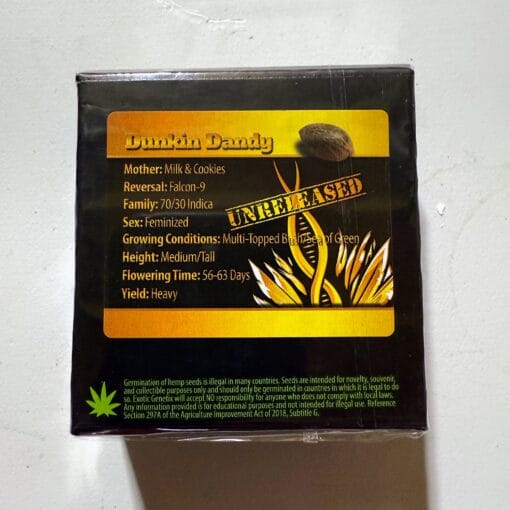 Dunkin Dandy
Mother: Milk & Cookies
Reversal: Falcon-9
UNRELEASED
Family: 70/30 Indica
Sex: Feminized
Growing Conditions: Multi-Topped Bush/Sea of Green
Height: Medium/Tall
Flowering Time: 56-63 Days
Yield: Heavy
Germination of hemp seeds is illegal in many countries. Seeds are intended for novelty, souvenir,
and collectible purposes only and should only be germinated in countries in which it is legal to do
so. Exotic Genetix will accept NO responsibility for anyone who does not comply with local laws.
Any information provided is for educational purposes and not intended for illegal use. Reference
Section 297A of the Agriculture Improvement Act of 2018, Subtitle G.